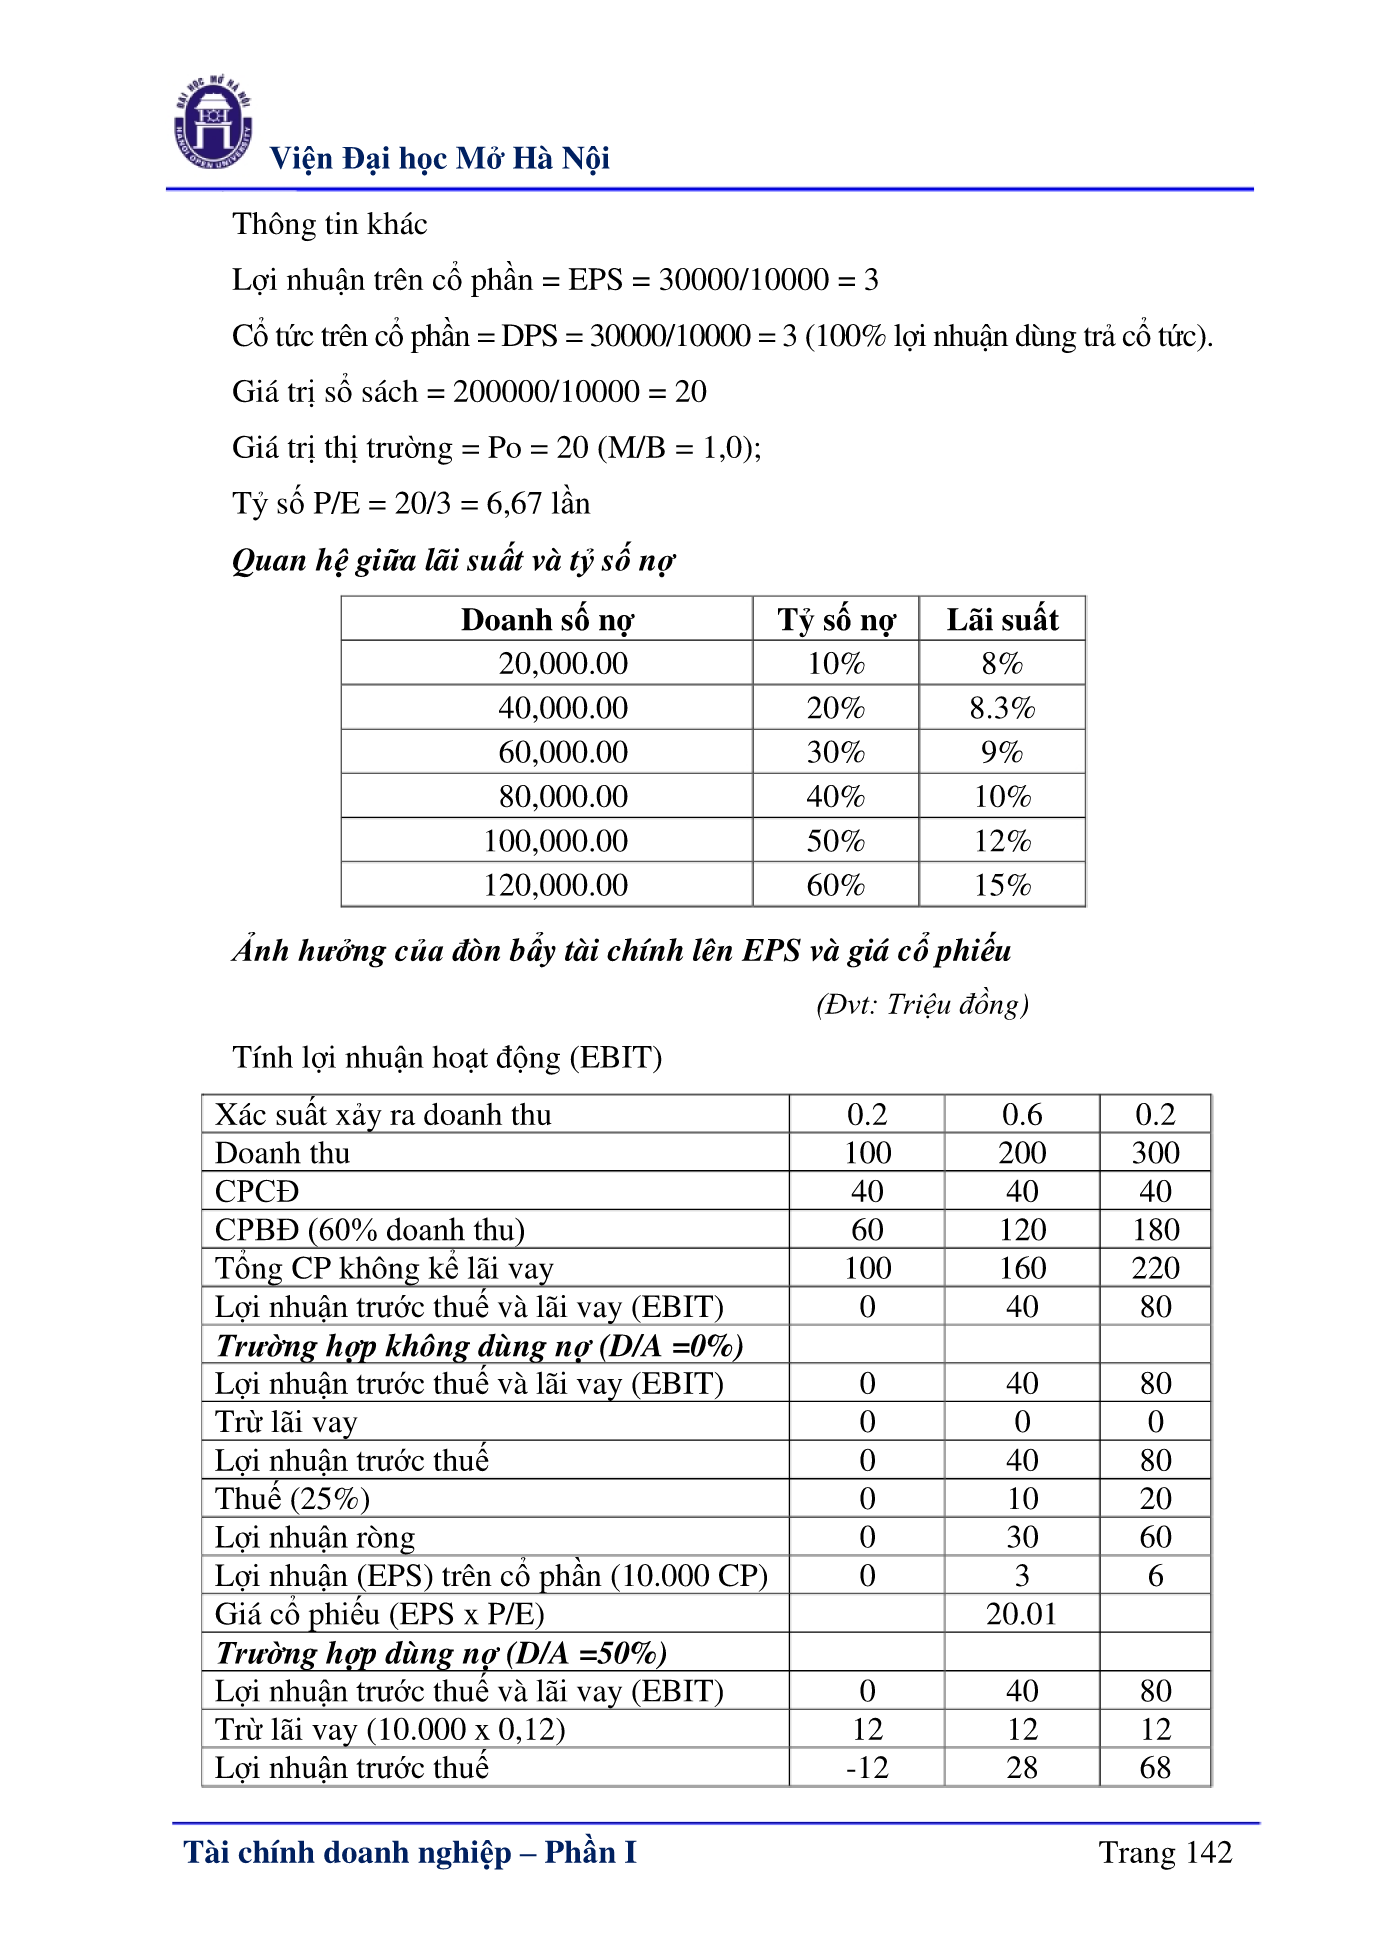 ĐẠI HỌC MỞ HÀ NỘI
HANOI OPEN UNIVERSITY
Viện Đại học Mở Hà Nội
Thông tin khác
Lợi nhuận trên cổ phần = EPS = 30000/10000 = 3
Cổ tức trên cổ phần = DPS = 30000/10000 = 3 (100% lợi nhuận dùng trả cổ tức).
Giá trị sổ sách = 200000/10000 = 20
Giá trị thị trường = Po = 20 (M/B = 1,0);
Tỷ số P/E = 20/3 = 6,67 lần
Quan hệ giữa lãi suất và tỷ số nợ
Doanh số nợ Tỷ số nợ Lãi suất
20,000.00 10% 8%
40,000.00 20% 8.3%
60,000.00 30% 9%
80,000.00 40% 10%
100,000.00 50% 12%
120,000.00 60% 15%
Ảnh hưởng của đòn bẩy tài chính lên EPS và giá cổ phiếu
(Đvt: Triệu đồng)
Tính lợi nhuận hoạt động (EBIT)
Xác suất xảy ra doanh thu 0.2 0.6 0.2
Doanh thu 100 200 300
CPCĐ 40 40 40
CPBĐ (60% doanh thu) 60 120 180
Tổng CP không kể lãi vay 100 160 220
Lợi nhuận trước thuế và lãi vay (EBIT) 0 40 80
Trường hợp không dùng nợ (D/A =0%)
Lợi nhuận trước thuế và lãi vay (EBIT) 0 40 80
Trừ lãi vay 0 0 0
Lợi nhuận trước thuế 0 40 80
Thuế (25%) 0 10 20
Lợi nhuận ròng 0 30 60
Lợi nhuận (EPS) trên cổ phần (10.000 CP) 0 3 6
Giá cổ phiếu (EPS x P/E) 20.01
Trường hợp dùng nợ (D/A =50%)
Lợi nhuận trước thuế và lãi vay (EBIT) 0 40 80
Trừ lãi vay (10.000 x 0,12) 12 12 12
Lợi nhuận trước thuế -12 28 68
Tài chính doanh nghiệp – Phần I Trang 142